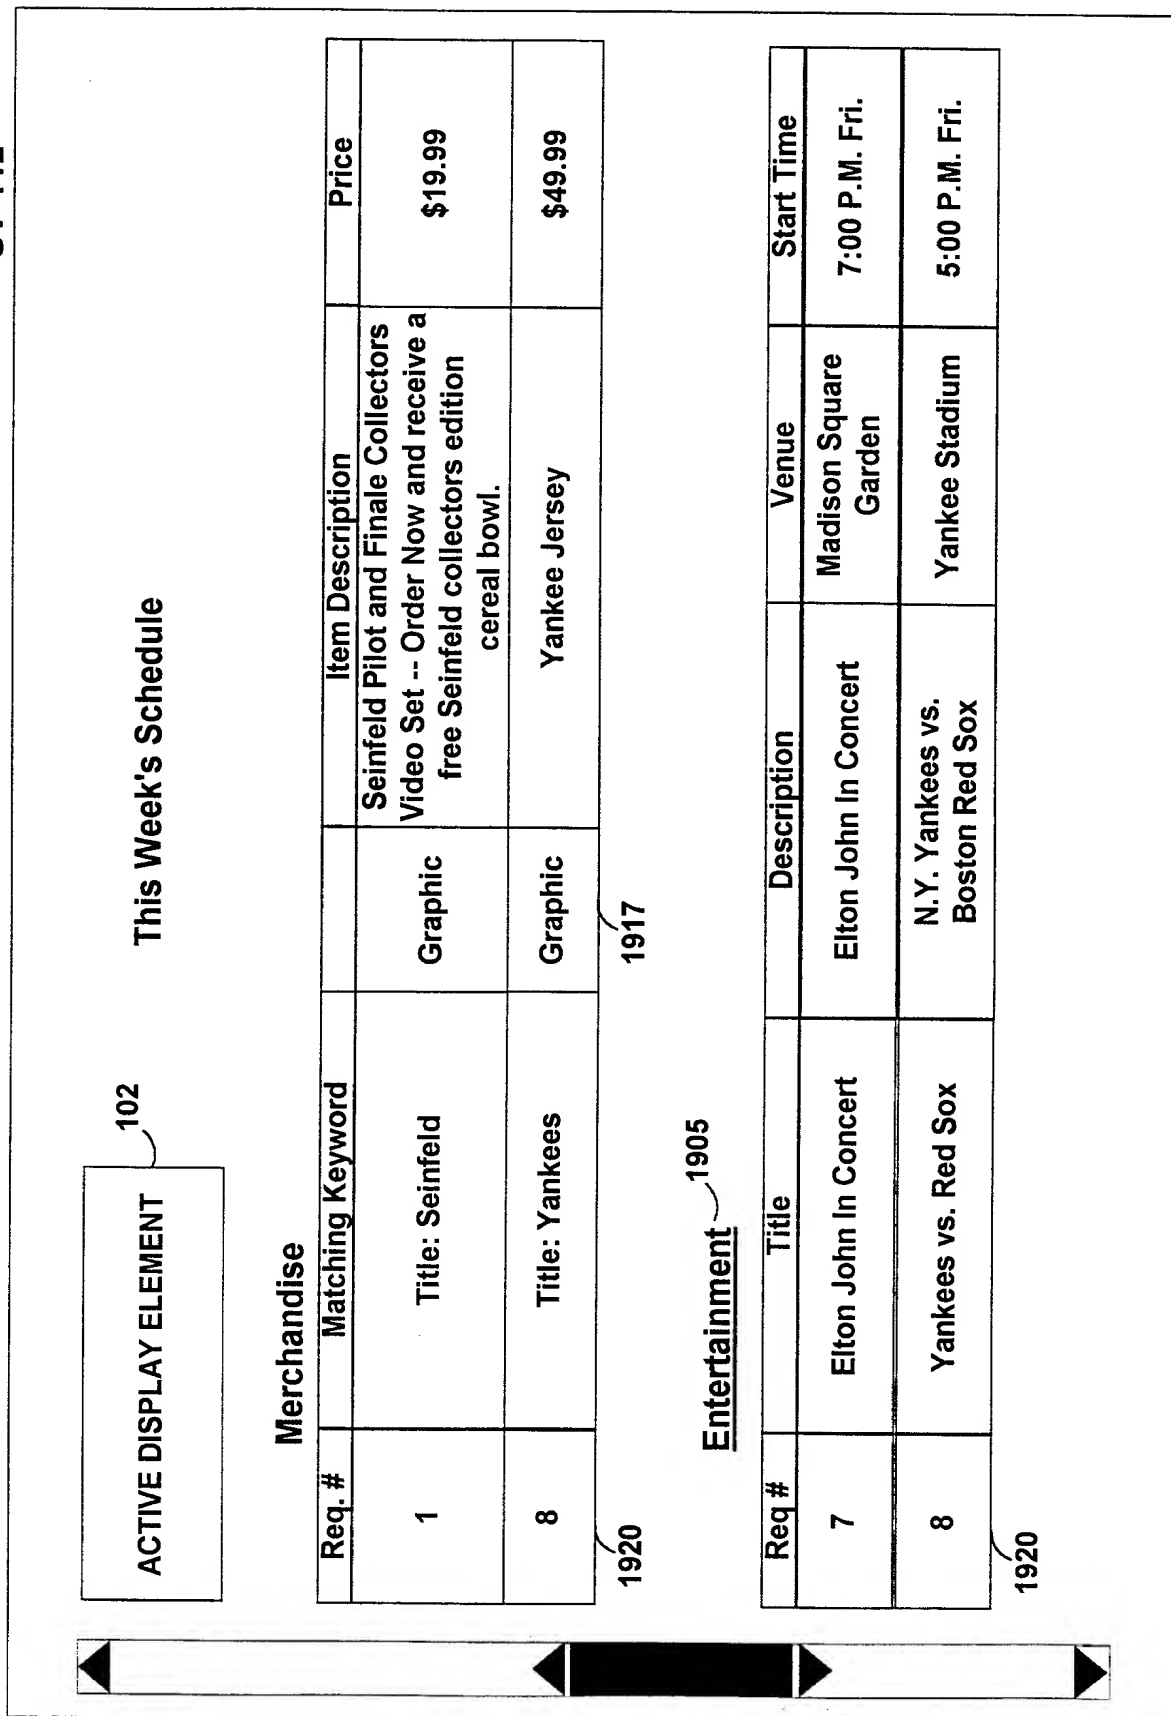 ACTIVE DISPLAY ELEMENT
102
This Week's Schedule
Merchandise
Req. #
Matching Keyword
Item Description
Price
1
Title: Seinfeld
Graphic
Seinfeld Pilot and Finale Collectors
Video Set -- Order Now and receive a
free Seinfeld collectors edition
cereal bowl.
$19.99
8
Title: Yankees
Graphic
Yankee Jersey
$49.99
1920
1917
Entertainment
1905
Req #
Title
Description
Venue
Start Time
7
Elton John In Concert
Elton John In Concert
Madison Square
Garden
7:00 P.M. Fri.
8
Yankees vs. Red Sox
N.Y. Yankees vs.
Boston Red Sox
Yankee Stadium
5:00 P.M. Fri.
1920